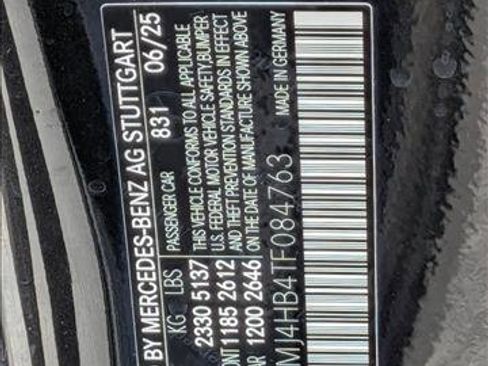 BY MERCEDES-BENZ AG STUTTGART
831 06/25
KG LBS PASSENGER CAR
2330 5137 THIS VEHICLE CONFORMS TO ALL APPLICABLE
U.S. FEDERAL MOTOR VEHICLE SAFETY, BUMPER
ONT 1185 2612 AND THEFT PREVENTION STANDARDS IN EFFECT
AR 1200 2646 ON THE DATE OF MANUFACTURE SHOWN ABOVE
MJ4HB4TF084763 MADE IN GERMANY